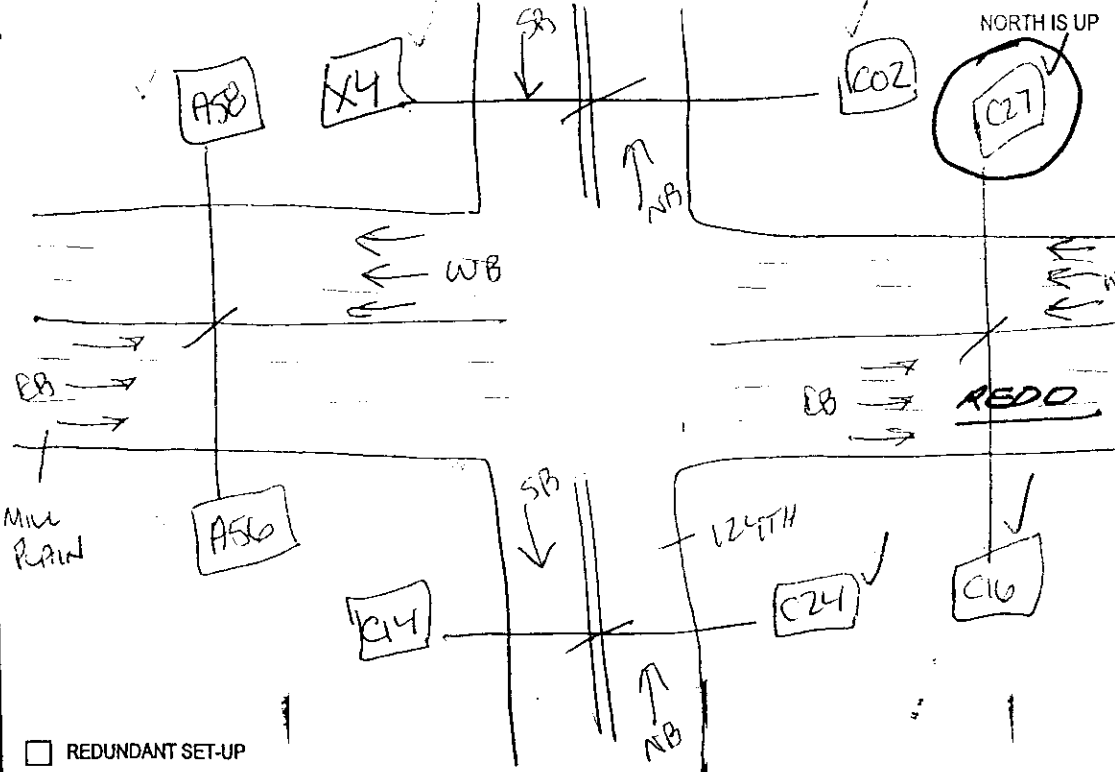 SB
NORTH IS UP
A58
X4
C02
C27
NB
WB
EB
EB
REDO
MILL
PLAIN
A56
SB
124TH
C14
C24
C16
NB
REDUNDANT SET-UP